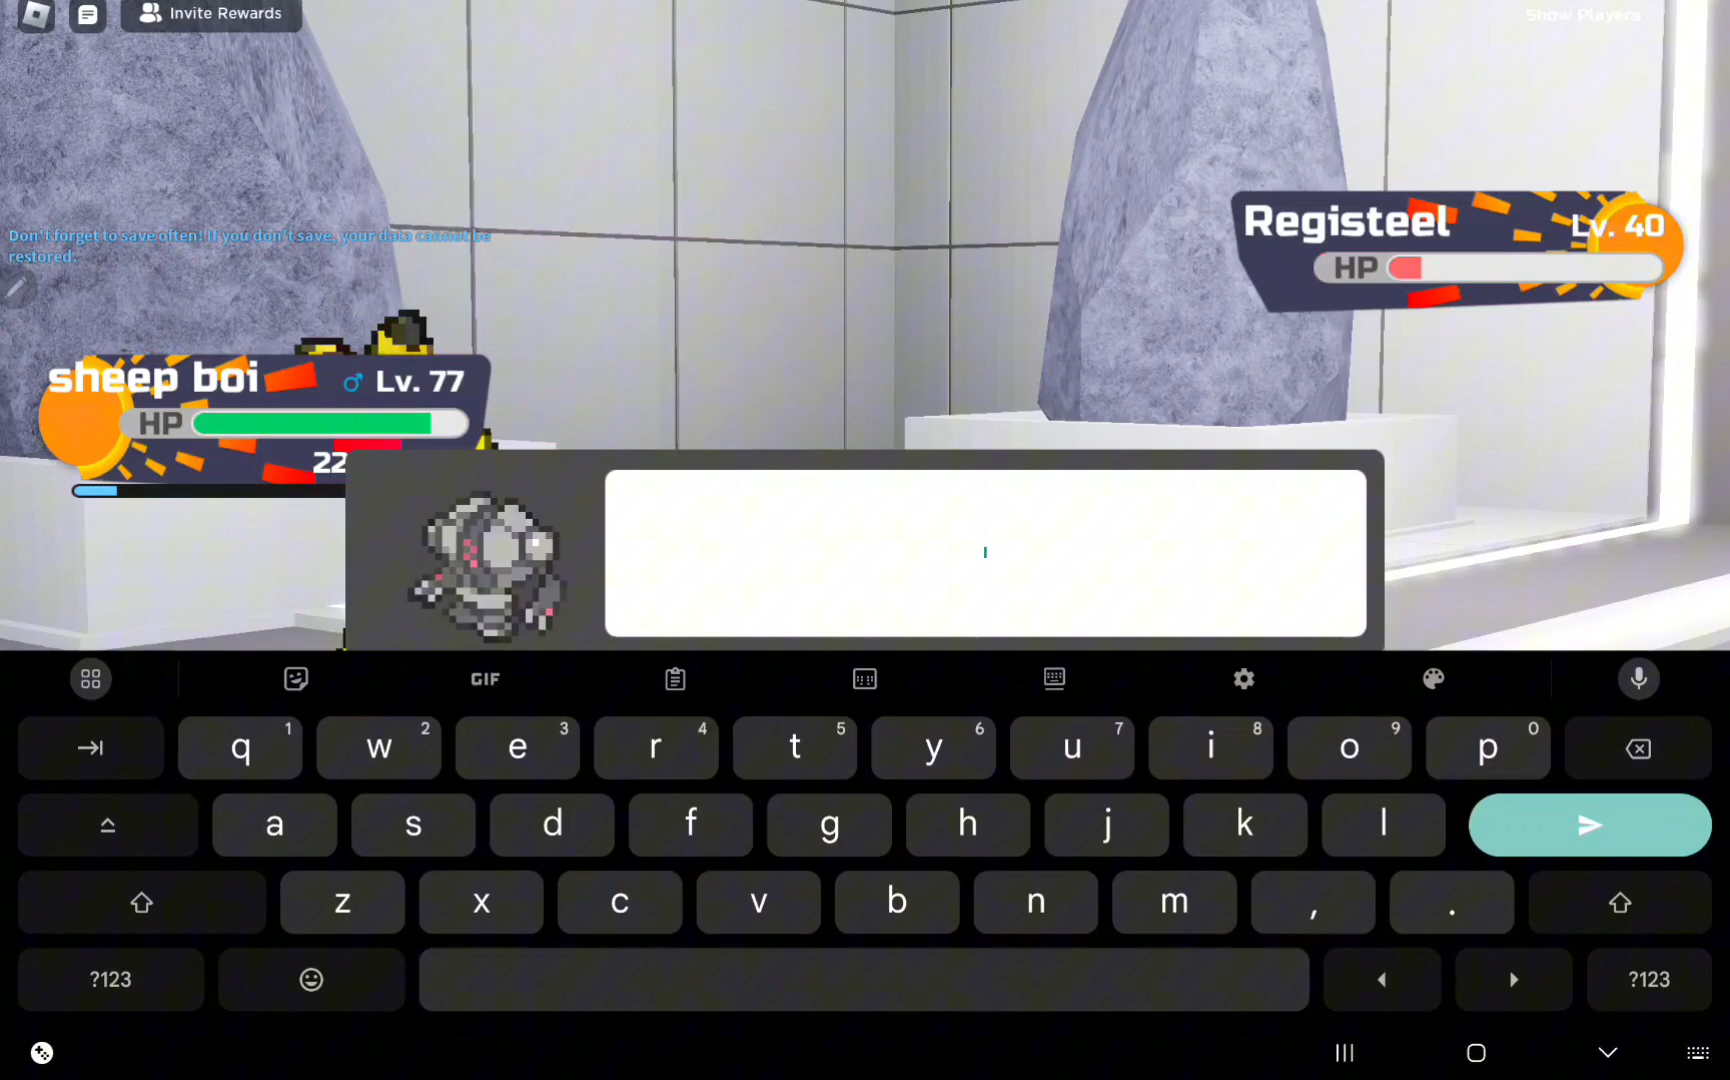 Invite Rewards
Show Players
Don't forget to save often! If you don't save, your data cannot be
restored.
Registeel Lv. 40
HP
sheep boi ♂ Lv. 77
HP
22
GIF
q 1 w 2 e 3 r 4 t 5 y 6 u 7 i 8 o 9 p 0
a s d f g h j k l
z x c v b n m , .
?123 ?123